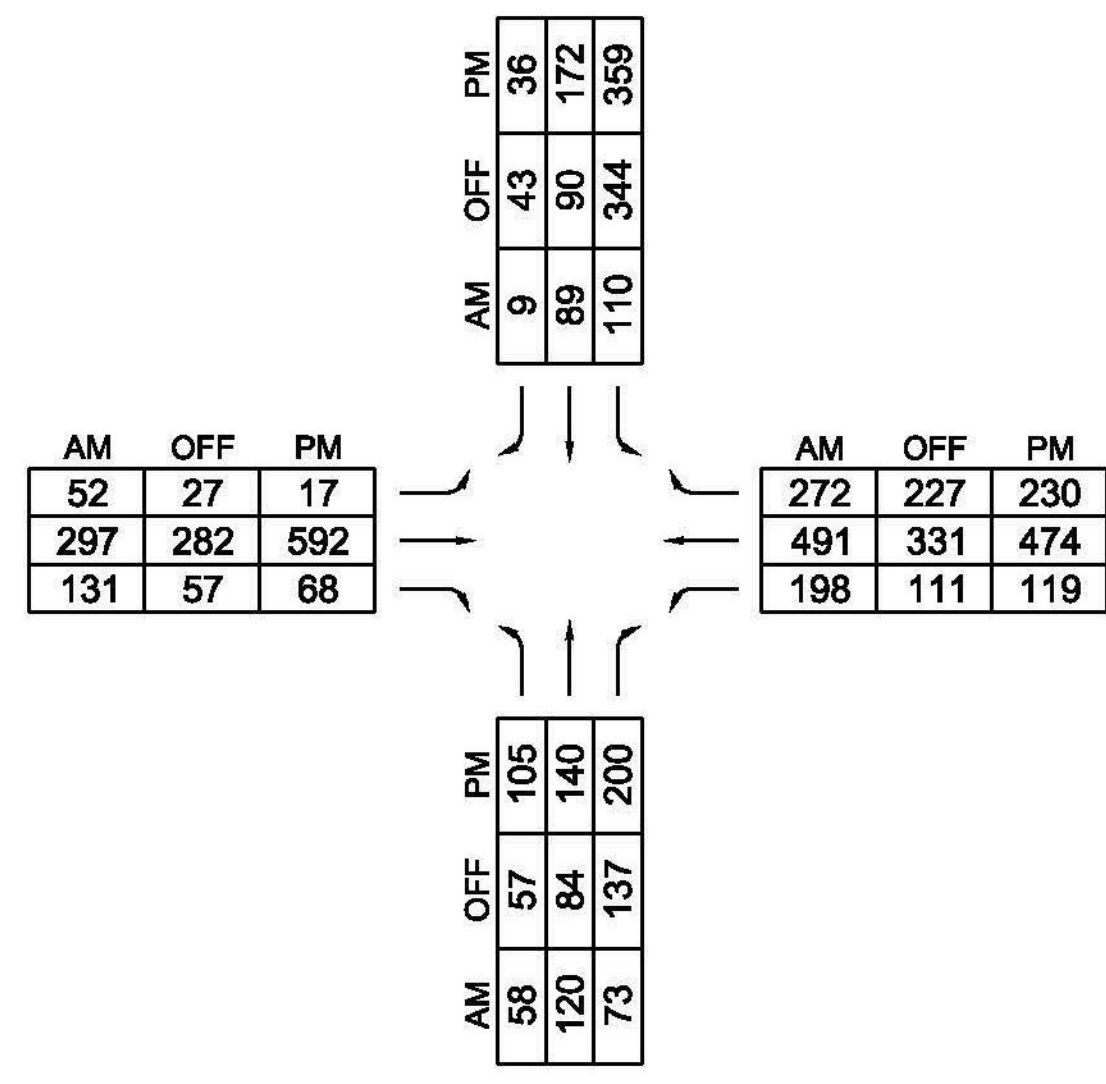 PM 36 172 359
OFF 43 90 344
AM 9 89 110
AM OFF PM
52 27 17
297 282 592
131 57 68
AM OFF PM
272 227 230
491 331 474
198 111 119
PM 105 140 200
OFF 57 84 137
AM 58 120 73